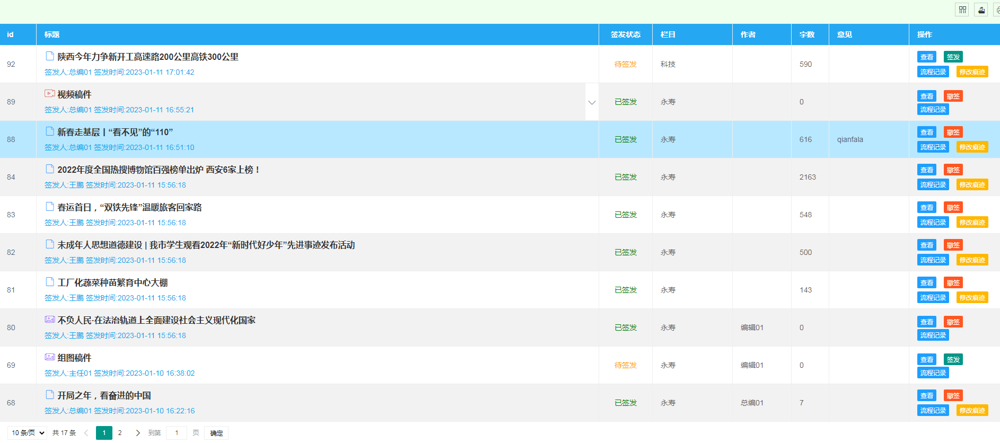 id 标题 签发状态 栏目 作者 字数 意见 操作
陕西今年力争新开工高速路200公里高铁300公里 查看 签发
92 待签发 科技 590
签发人:总编01 签发时间:2023-01-11 17:01:42 流程记录 修改痕迹
视频稿件 查看 撤签
89 已签发 永寿 0
签发人:总编01 签发时间:2023-01-11 16:55:21 流程记录
新春走基层丨“看不见”的“110” 查看 撤签
88 已签发 永寿 616 qianfala
签发人:总编01 签发时间:2023-01-11 16:51:10 流程记录 修改痕迹
2022年度全国热搜博物馆百强榜单出炉 西安6家上榜！ 查看 撤签
84 已签发 永寿 2163
签发人:王鹏 签发时间:2023-01-11 15:56:18 流程记录 修改痕迹
春运首日，“双铁先锋”温暖旅客回家路 查看 撤签
83 已签发 永寿 548
签发人:王鹏 签发时间:2023-01-11 15:56:18 流程记录 修改痕迹
未成年人思想道德建设 | 我市学生观看2022年“新时代好少年”先进事迹发布活动 查看 撤签
82 已签发 永寿 500
签发人:王鹏 签发时间:2023-01-11 15:56:18 流程记录 修改痕迹
工厂化蔬菜种苗繁育中心大棚 查看 撤签
81 已签发 永寿 143
签发人:王鹏 签发时间:2023-01-11 15:56:18 流程记录 修改痕迹
不负人民·在法治轨道上全面建设社会主义现代化国家 查看 撤签
80 已签发 永寿 编辑01 0
签发人:王鹏 签发时间:2023-01-11 15:56:18 流程记录
组图稿件 查看 签发
69 待签发 永寿 编辑01 0
签发人:主任01 签发时间:2023-01-10 16:38:02 流程记录
开局之年，看奋进的中国 查看 撤签
68 已签发 永寿 总编01 7
签发人:总编01 签发时间:2023-01-10 16:22:16 流程记录 修改痕迹
10 条/页 共 17 条 1 2 到第 1 页 确定